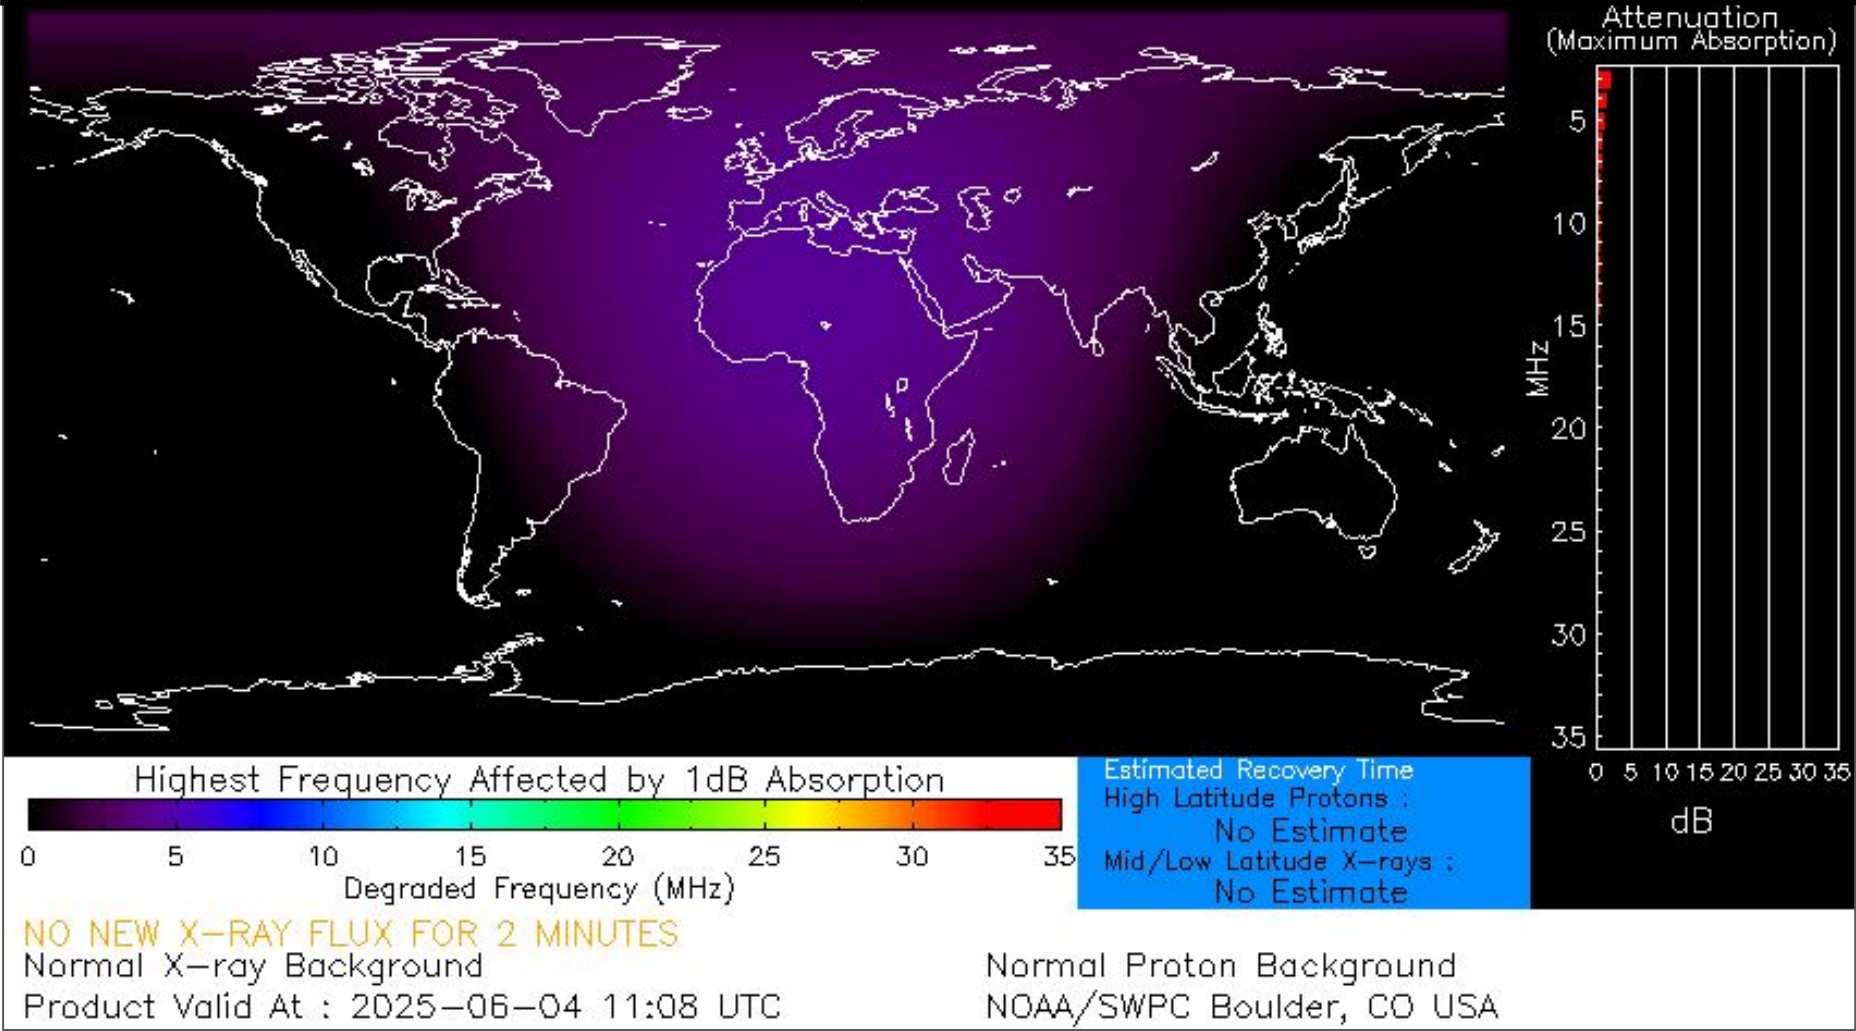 Attenuation
(Maximum Absorption)
5
10
15
20
25
30
35
MHz
0 5 10 15 20 25 30 35
dB
Highest Frequency Affected by 1dB Absorption
0 5 10 15 20 25 30 35
Degraded Frequency (MHz)
Estimated Recovery Time
High Latitude Protons :
No Estimate
Mid/Low Latitude X-rays :
No Estimate
NO NEW X-RAY FLUX FOR 2 MINUTES
Normal X-ray Background
Normal Proton Background
Product Valid At : 2025-06-04 11:08 UTC
NOAA/SWPC Boulder, CO USA